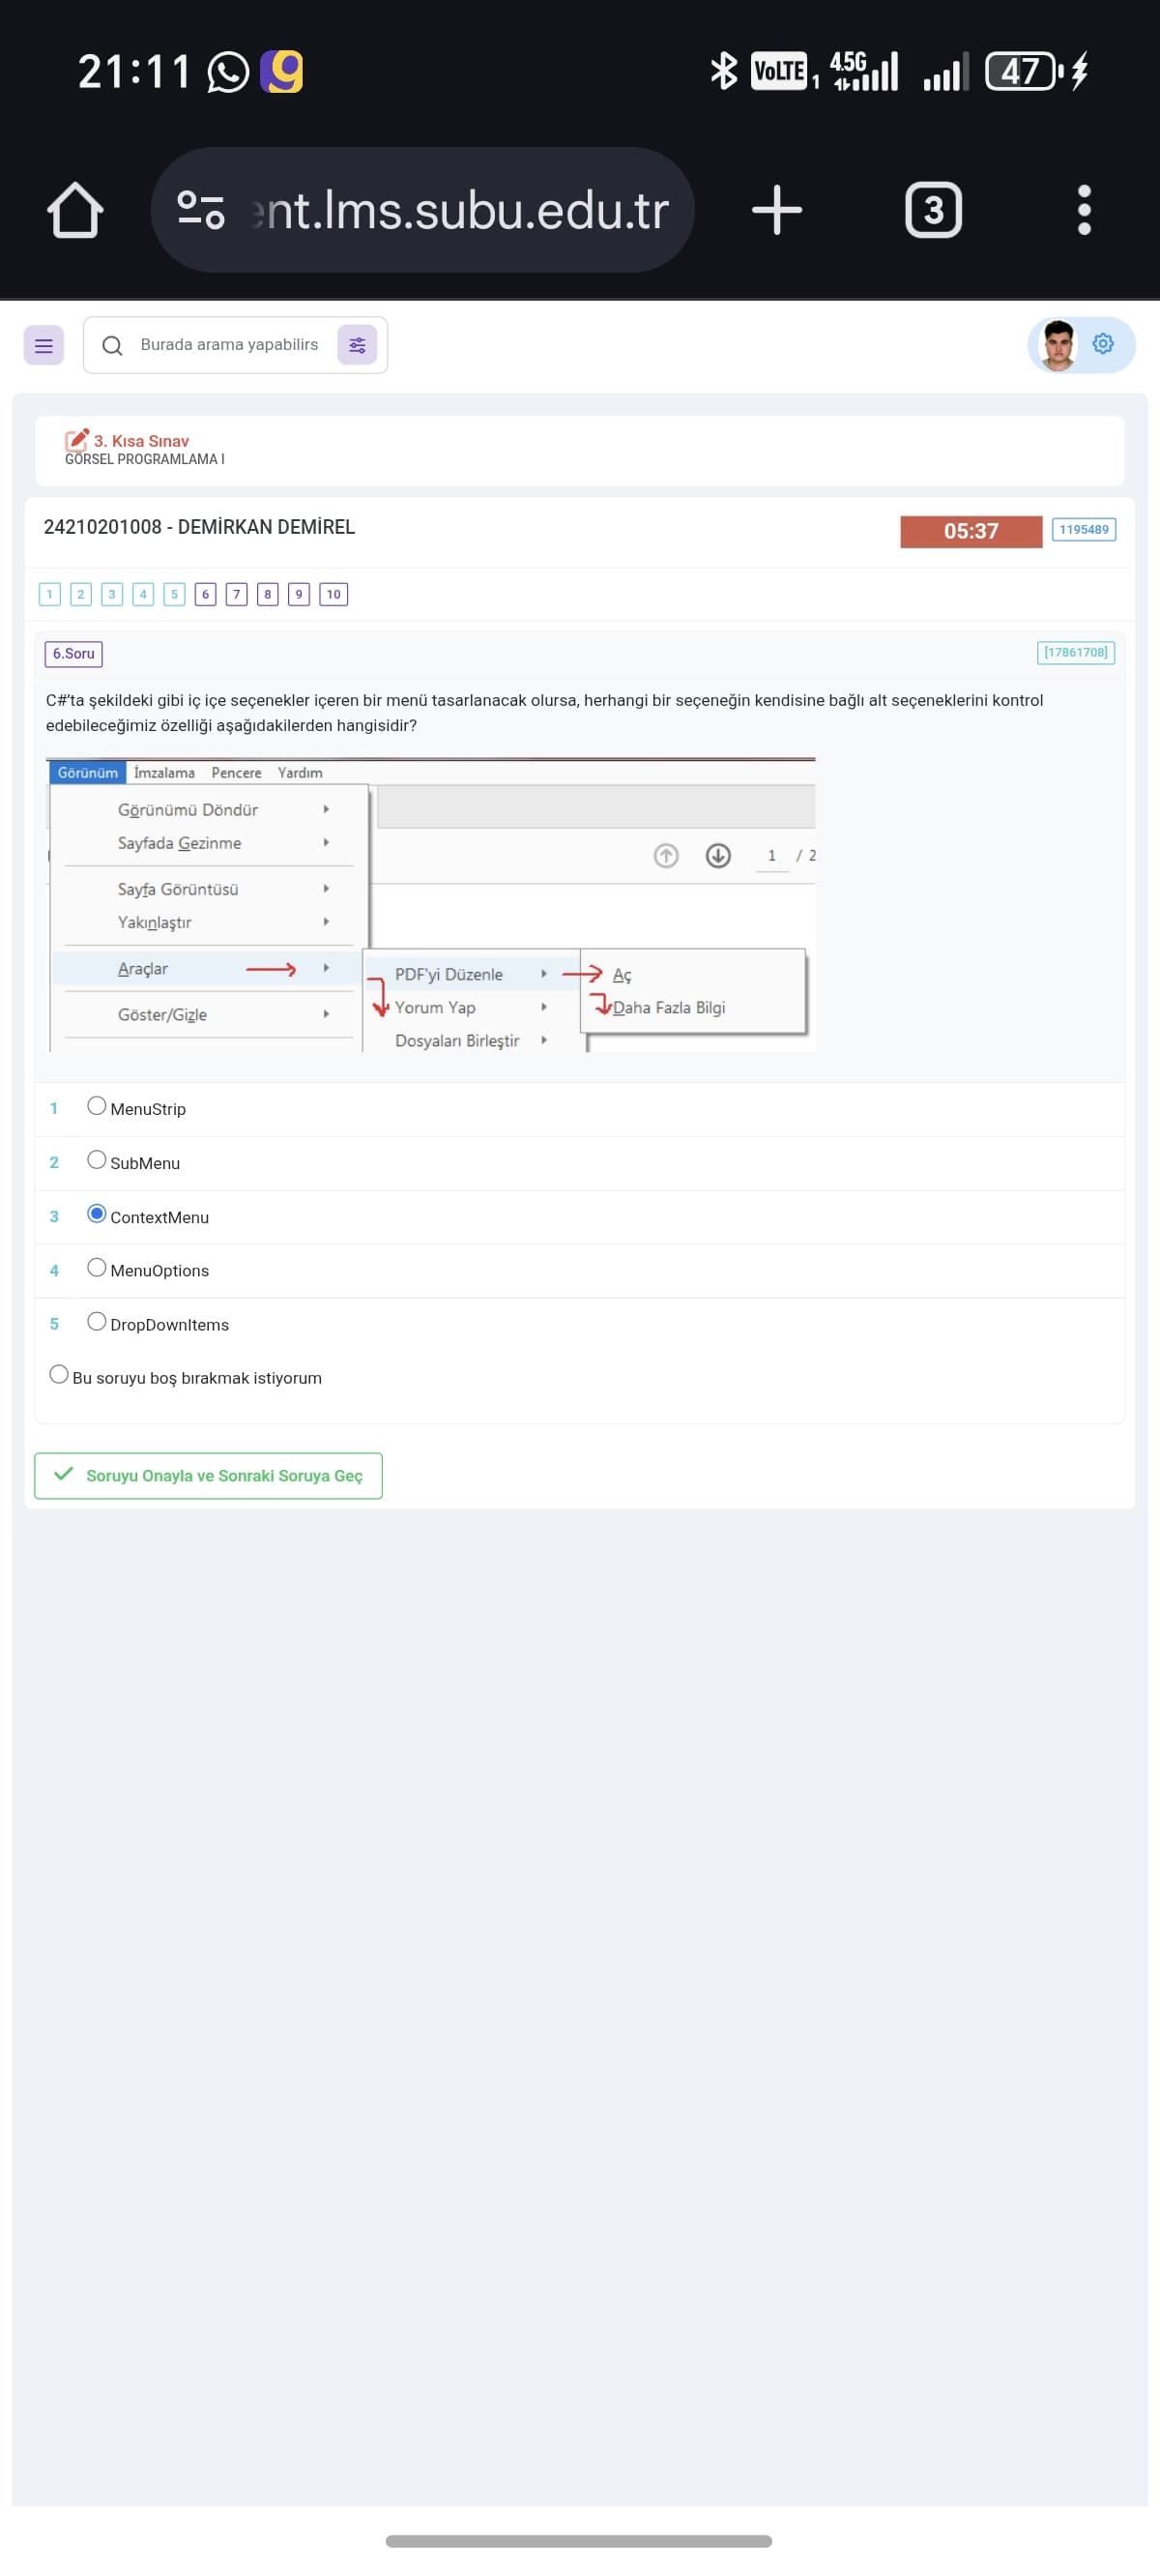 21:11
VoLTE 1 4.5G 47
ent.lms.subu.edu.tr
3
Burada arama yapabilirs
3. Kısa Sınav
GÖRSEL PROGRAMLAMA I
24210201008 - DEMİRKAN DEMİREL
05:37
1195489
1 2 3 4 5 6 7 8 9 10
6.Soru
[17861708]
C#'ta şekildeki gibi iç içe seçenekler içeren bir menü tasarlanacak olursa, herhangi bir seçeneğin kendisine bağlı alt seçeneklerini kontrol
edebileceğimiz özelliği aşağıdakilerden hangisidir?
Görünüm İmzalama Pencere Yardım
Görünümü Döndür
Sayfada Gezinme
1 / 2
Sayfa Görüntüsü
Yakınlaştır
Araçlar
PDF'yi Düzenle
Aç
Yorum Yap
Daha Fazla Bilgi
Göster/Gizle
Dosyaları Birleştir
1 MenuStrip
2 SubMenu
3 ContextMenu
4 MenuOptions
5 DropDownItems
Bu soruyu boş bırakmak istiyorum
Soruyu Onayla ve Sonraki Soruya Geç